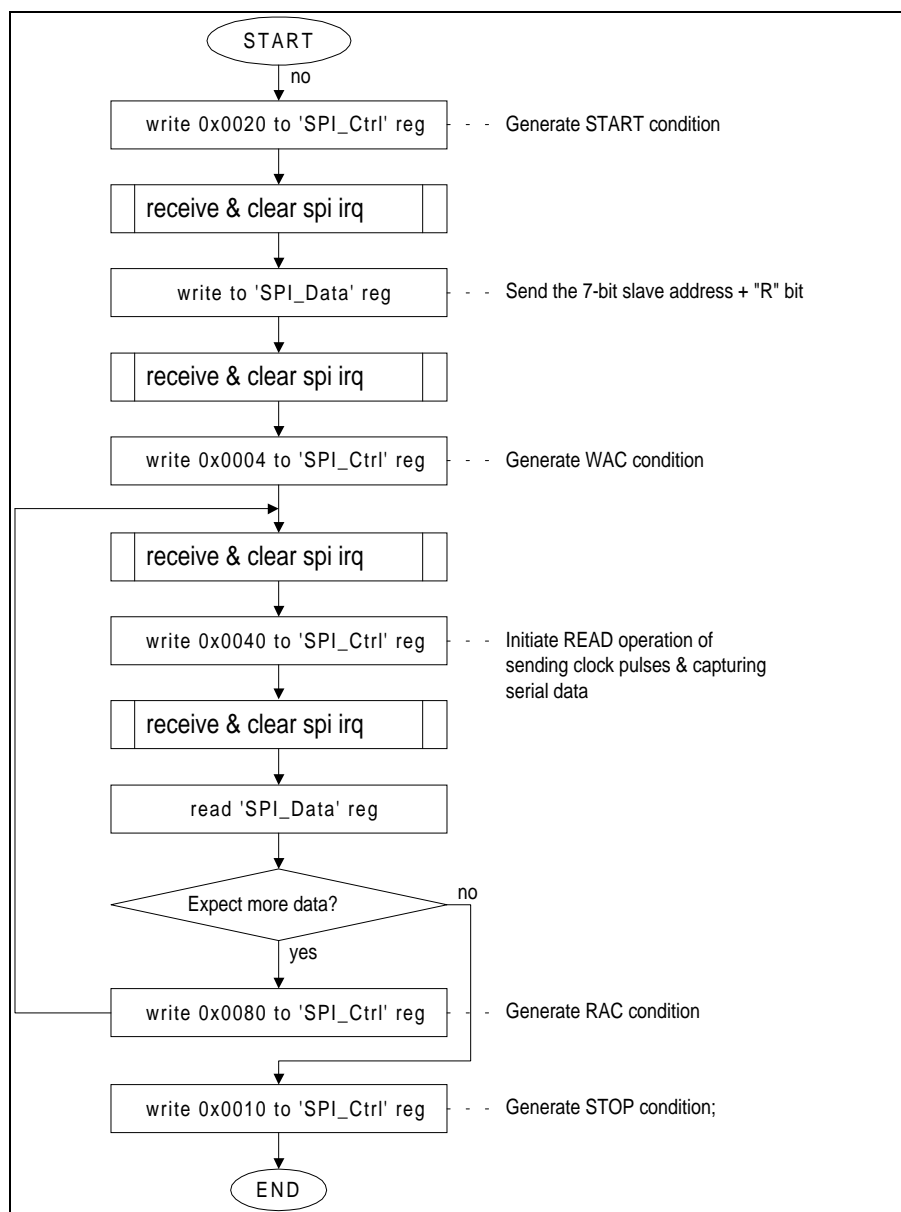 START
no
write 0x0020 to 'SPI_Ctrl' reg
Generate START condition
receive & clear spi irq
write to 'SPI_Data' reg
Send the 7-bit slave address + "R" bit
receive & clear spi irq
write 0x0004 to 'SPI_Ctrl' reg
Generate WAC condition
receive & clear spi irq
write 0x0040 to 'SPI_Ctrl' reg
Initiate READ operation of
sending clock pulses & capturing
serial data
receive & clear spi irq
read 'SPI_Data' reg
Expect more data?
no
yes
write 0x0080 to 'SPI_Ctrl' reg
Generate RAC condition
write 0x0010 to 'SPI_Ctrl' reg
Generate STOP condition;
END